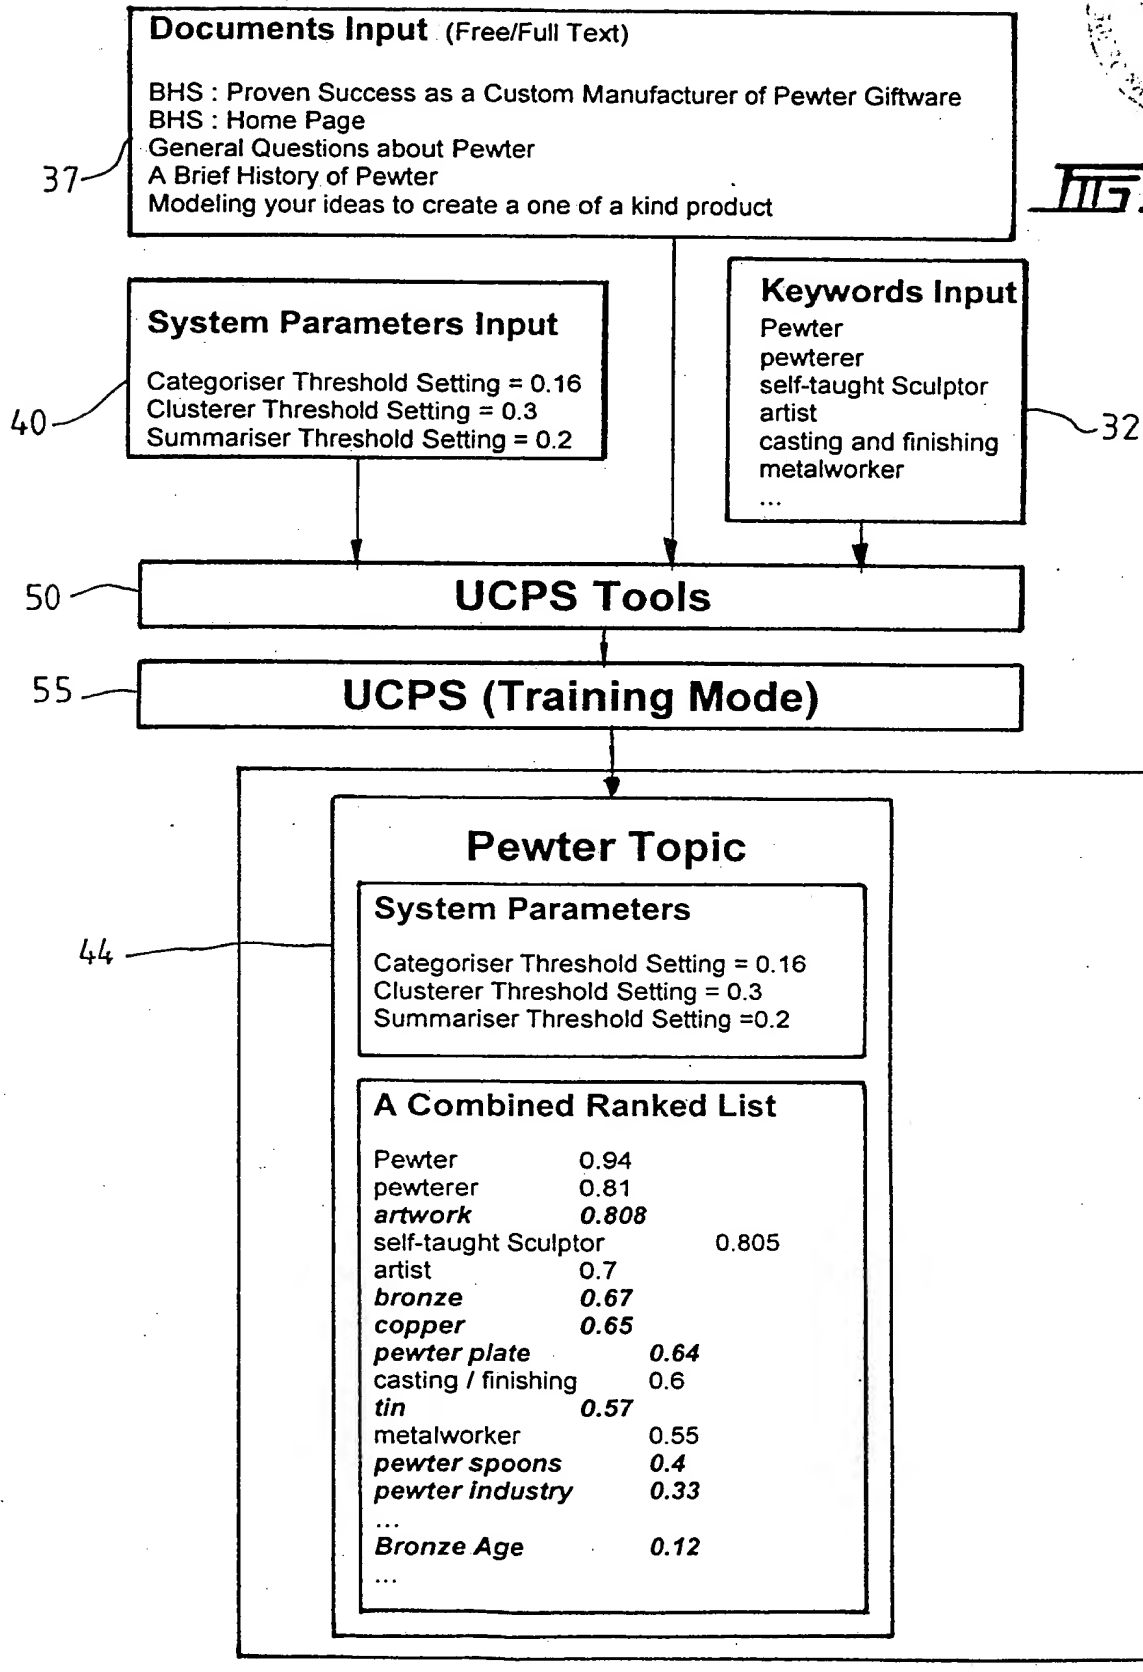 Documents Input (Free/Full Text)
BHS : Proven Success as a Custom Manufacturer of Pewter Giftware
BHS : Home Page
General Questions about Pewter
A Brief History of Pewter
Modeling your ideas to create a one of a kind product
37
FIG.
System Parameters Input
Categoriser Threshold Setting = 0.16
Clusterer Threshold Setting = 0.3
Summariser Threshold Setting = 0.2
40
Keywords Input
Pewter
pewterer
self-taught Sculptor
artist
casting and finishing
metalworker
...
32
50
UCPS Tools
55
UCPS (Training Mode)
Pewter Topic
44
System Parameters
Categoriser Threshold Setting = 0.16
Clusterer Threshold Setting = 0.3
Summariser Threshold Setting =0.2
A Combined Ranked List
Pewter 0.94
pewterer 0.81
artwork 0.808
self-taught Sculptor 0.805
artist 0.7
bronze 0.67
copper 0.65
pewter plate 0.64
casting / finishing 0.6
tin 0.57
metalworker 0.55
pewter spoons 0.4
pewter industry 0.33
...
Bronze Age 0.12
...